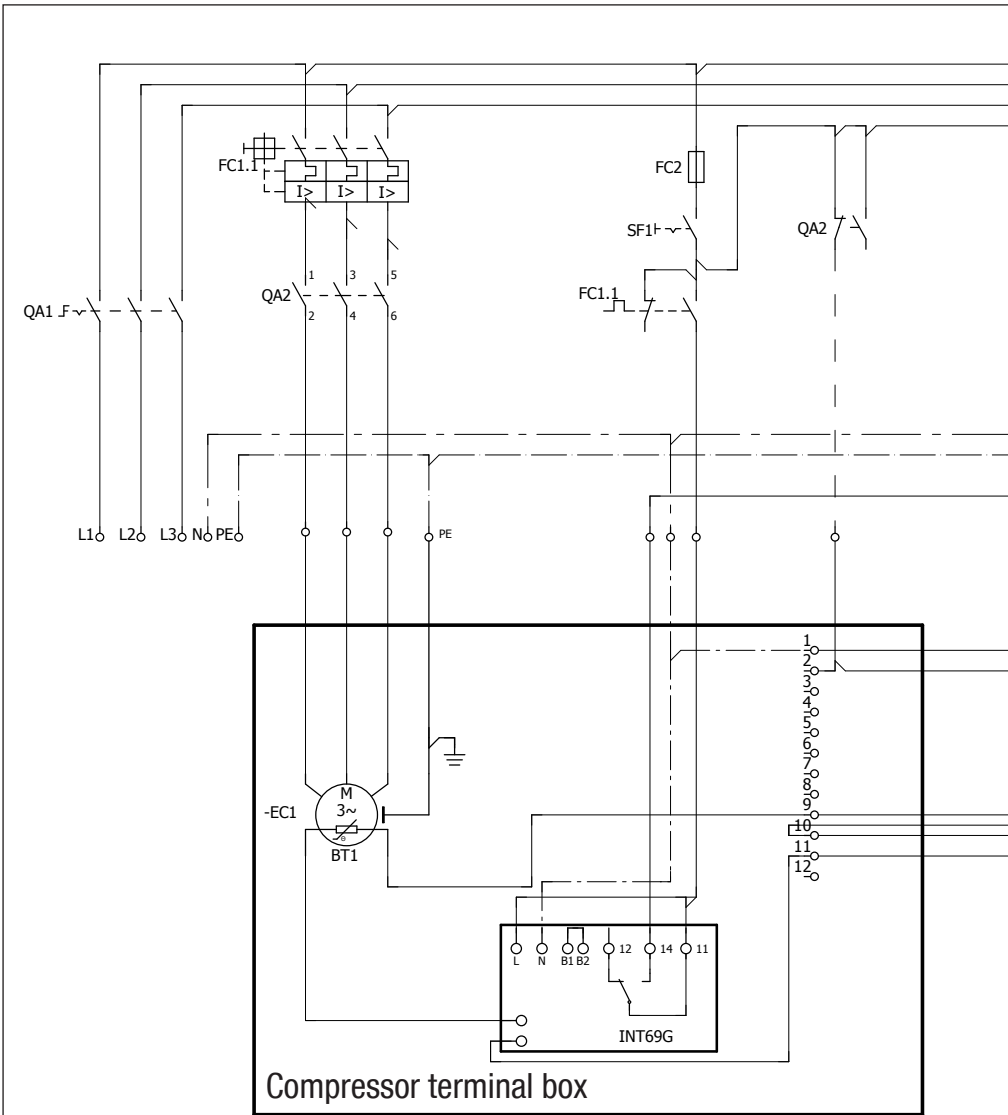 FC1.1
I> I> I>
FC2
SF1
QA2
QA1
1 3 5
QA2
2 4 6
FC1.1
L1 L2 L3 N PE
PE
1
2
3
4
5
6
7
8
9
10
11
12
M
3~
-EC1
θ
BT1
L N B1 B2 12 14 11
INT69G
Compressor terminal box